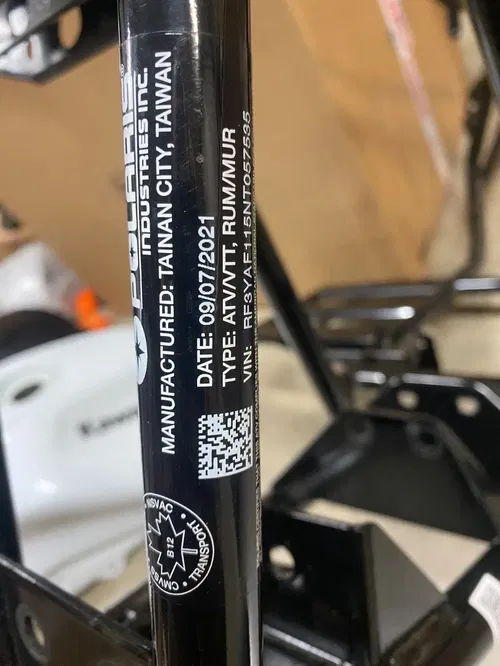 POLARIS®
INDUSTRIES INC.
MANUFACTURED: TAINAN CITY, TAIWAN
DATE: 09/07/2021
TYPE: ATV/VTT, RUM/MUR
VIN: RF3YAF115NT057535
NSVAC
CMVSS
B12
TRANSPORT